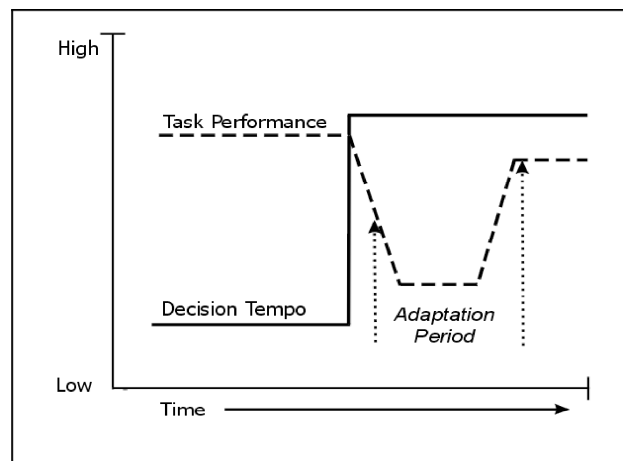 High
Task Performance
Decision Tempo
Adaptation
Period
Low
Time